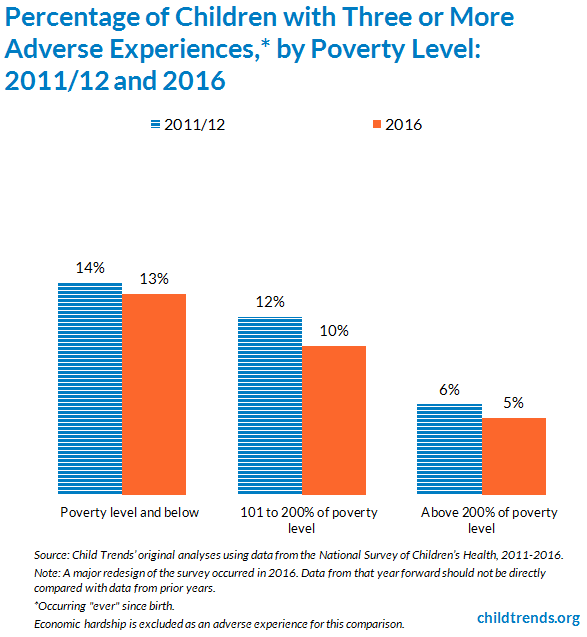 Percentage of Children with Three or More
Adverse Experiences,* by Poverty Level:
2011/12 and 2016
2011/12 2016
14% 13%
12% 10%
6% 5%
Poverty level and below
101 to 200% of poverty
level
Above 200% of poverty
level
Source: Child Trends' original analyses using data from the National Survey of Children's Health, 2011-2016.
Note: A major redesign of the survey occurred in 2016. Data from that year forward should not be directly
compared with data from prior years.
*Occurring "ever" since birth.
Economic hardship is excluded as an adverse experience for this comparison.
childtrends.org